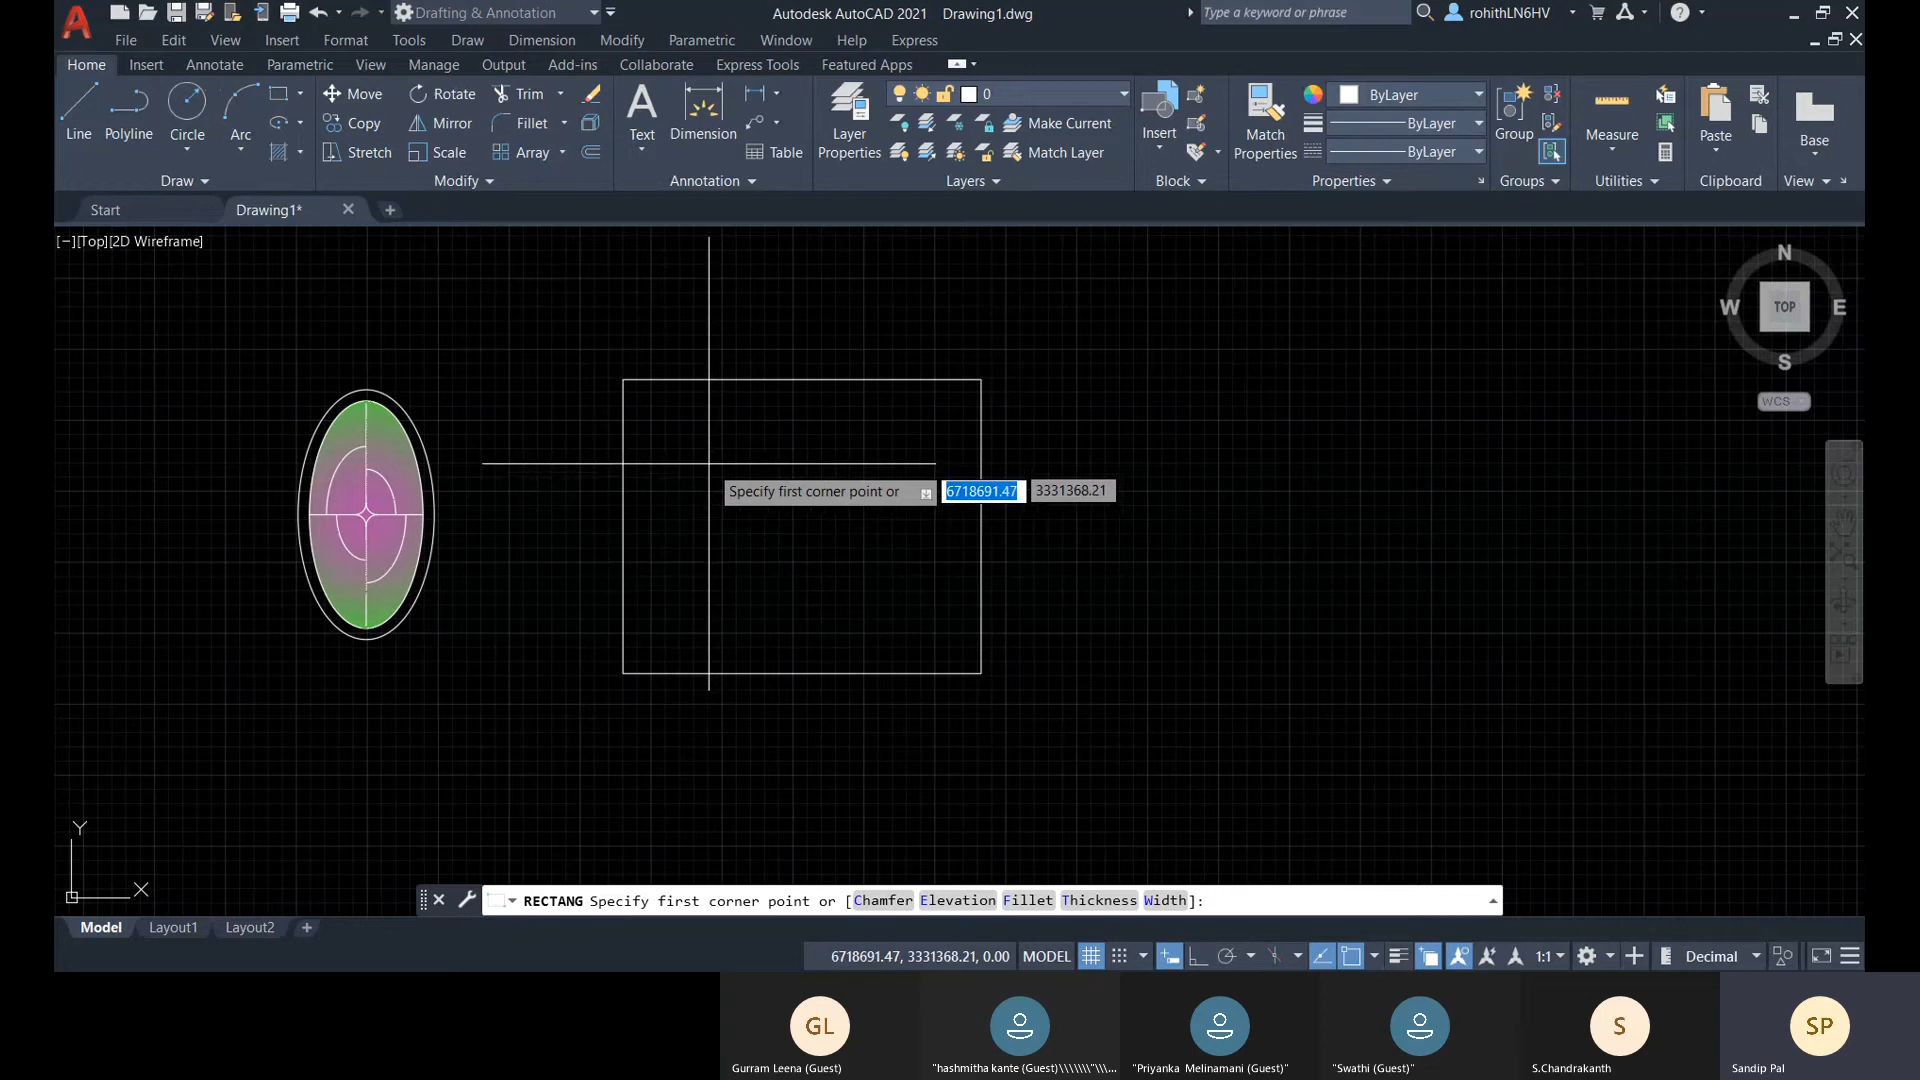 Drafting & Annotation
Autodesk AutoCAD 2021 Drawing1.dwg
Type a keyword or phrase
rohithLN6HV
File Edit View Insert Format Tools Draw Dimension Modify Parametric Window Help Express
Home Insert Annotate Parametric View Manage Output Add-ins Collaborate Express Tools Featured Apps
Line
Polyline
Circle
Arc
Move
Rotate
Trim
Copy
Mirror
Fillet
Stretch
Scale
Array
Text
Dimension
Table
Layer
Properties
0
Make Current
Match Layer
Insert
Match
Properties
ByLayer
ByLayer
ByLayer
Group
Measure
Paste
Base
Draw Modify Annotation Layers Block Properties Groups Utilities Clipboard View
Start Drawing1*
[−][Top][2D Wireframe]
N
W TOP E
S
WCS
Specify first corner point or 6718691.47 3331368.21
Y
X
RECTANG Specify first corner point or [Chamfer Elevation Fillet Thickness Width]:
Model Layout1 Layout2
6718691.47, 3331368.21, 0.00 MODEL 1:1 Decimal
GL
S
SP
Gurram Leena (Guest)
"hashmitha kante (Guest)\\\\\\\"\\...
"Priyanka Melinamani (Guest)"
"Swathi (Guest)"
S.Chandrakanth
Sandip Pal